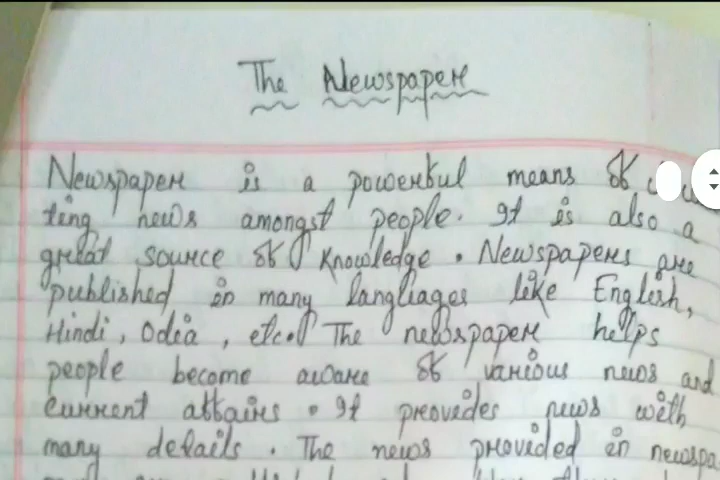 The Newspaper
Newspaper is a powerful means of
ting news amongst people. It is also a
great source of knowledge. Newspapers are
published in many languages like English,
Hindi, Odia, etc. The newspaper helps
people become aware of various news and
current affairs. It provides news with
many details. The news provided in newspa